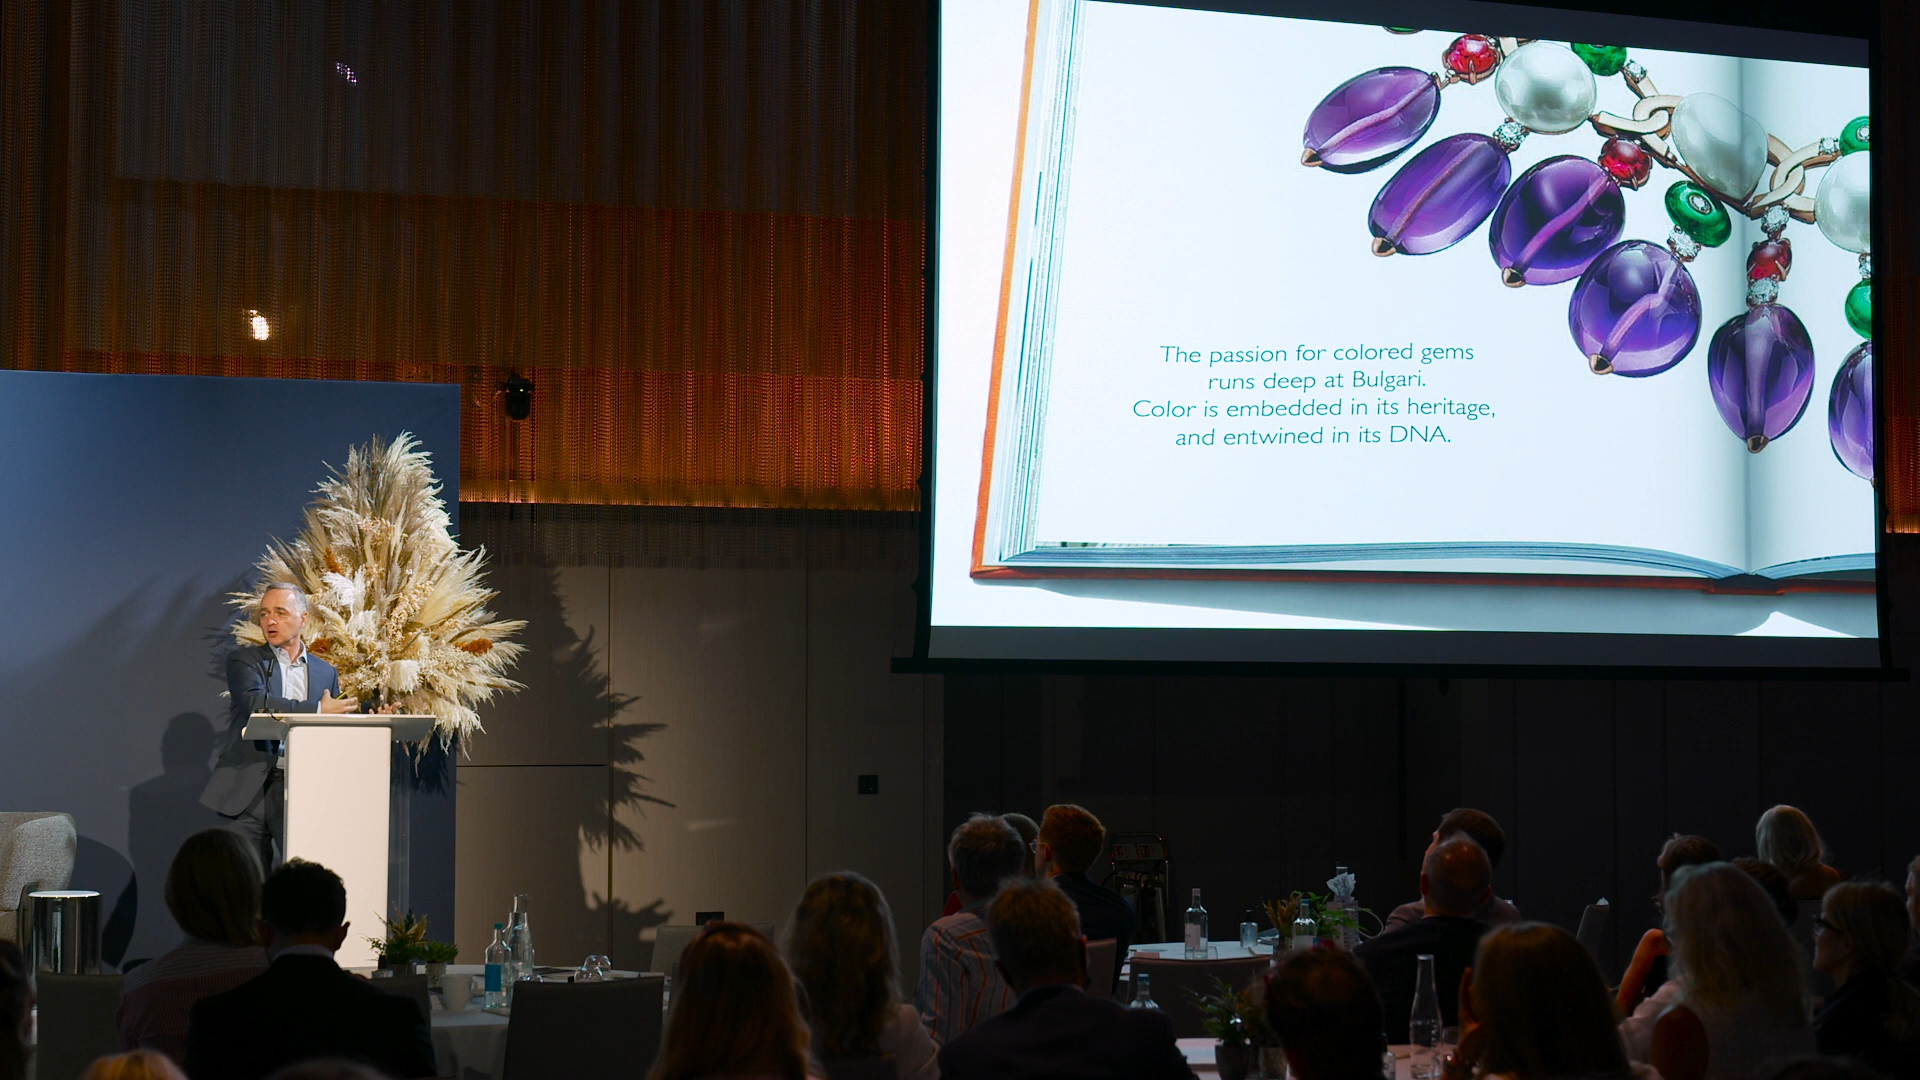 The passion for colored gems
runs deep at Bulgari.
Color is embedded in its heritage,
and entwined in its DNA.